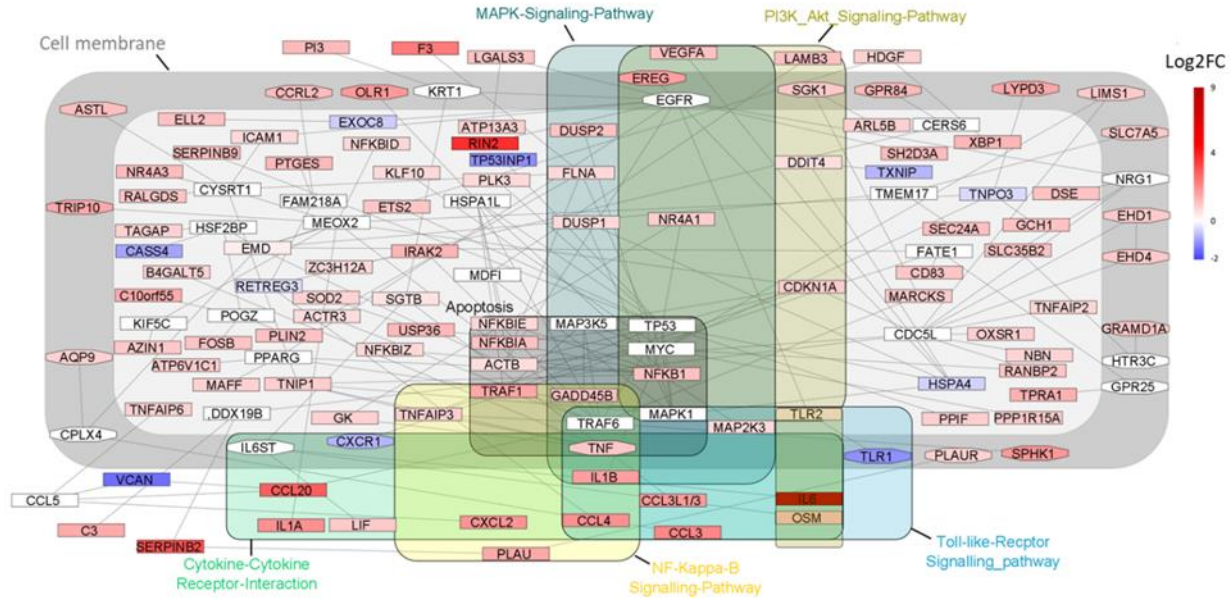 MAPK-Signaling-Pathway
PI3K_Akt_Signaling-Pathway
Cell membrane
PI3
F3
LGALS3
VEGFA
LAMB3
HDGF
Log2FC
9
4
0
-2
ASTL
CCRL2
OLR1
KRT1
EREG
EGFR
SGK1
GPR84
LYPD3
LIMS1
ELL2
EXOC8
ATP13A3
DUSP2
ARL5B
CERS6
SLC7A5
ICAM1
NFKBID
RIN2
XBP1
SERPINB9
PTGES
TP53INP1
DDIT4
SH2D3A
NR4A3
KLF10
PLK3
FLNA
TXNIP
NRG1
RALGDS
CYSRT1
FAM218A
HSPA1L
TMEM17
TNPO3
DSE
TRIP10
ETS2
MEOX2
DUSP1
NR4A1
EHD1
TAGAP
HSF2BP
SEC24A
GCH1
CASS4
EMD
IRAK2
FATE1
SLC35B2
EHD4
B4GALT5
ZC3H12A
MDFI
CD83
RETREG3
C10orf55
SOD2
SGTB
CDKN1A
MARCKS
TNFAIP2
KIF5C
POGZ
ACTR3
Apoptosis
NFKBIE
MAP3K5
TP53
GRAMD1A
AZIN1
FOSB
PLIN2
USP36
NFKBIA
MYC
CDC5L
OXSR1
AQP9
ATP6V1C1
PPARG
NFKBIZ
ACTB
NFKB1
NBN
HTR3C
RANBP2
MAFF
TNIP1
TRAF1
GADD45B
HSPA4
TPRA1
GPR25
TNFAIP6
DDX19B
GK
TNFAIP3
MAPK1
TLR2
PPIF
PPP1R15A
CPLX4
TRAF6
MAP2K3
IL6ST
CXCR1
TNF
TLR1
PLAUR
SPHK1
VCAN
IL1B
CCL5
CCL20
CCL3L1/3
IL6
C3
IL1A
LIF
CXCL2
CCL4
OSM
CCL3
SERPINB2
PLAU
Cytokine-Cytokine
Receptor-Interaction
NF-Kappa-B
Signalling-Pathway
Toll-like-Recptor
Signalling_pathway